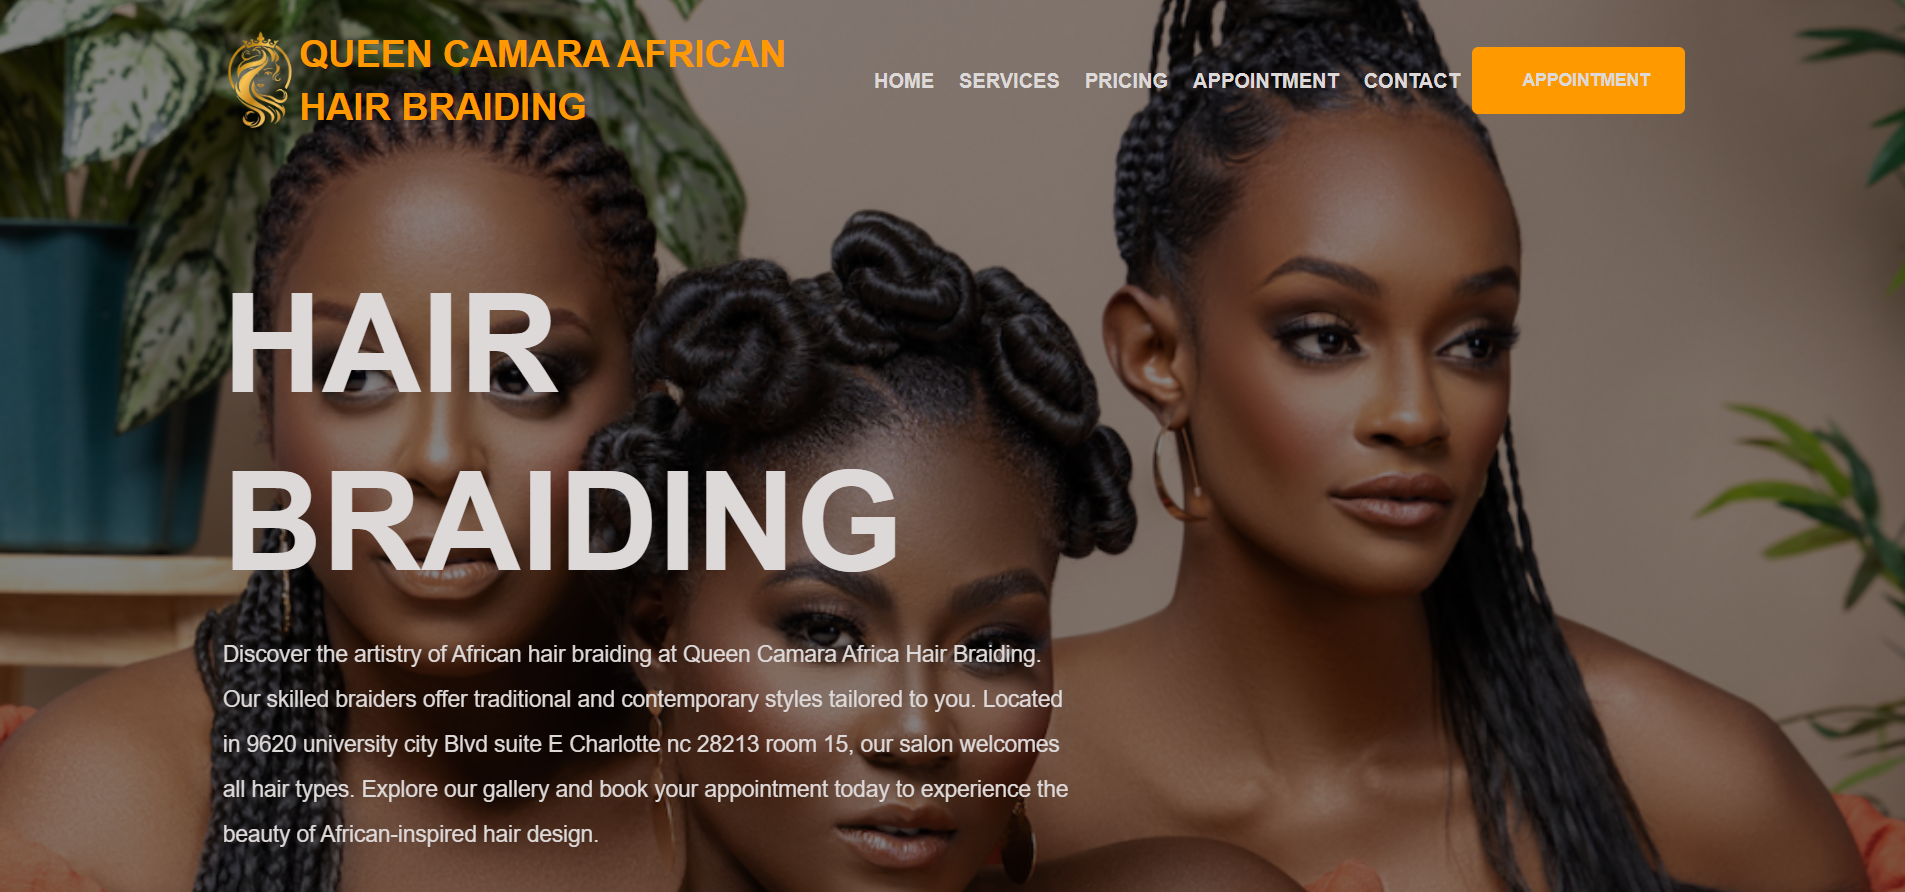 QUEEN CAMARA AFRICAN
HAIR BRAIDING
HOME SERVICES PRICING APPOINTMENT CONTACT APPOINTMENT
HAIR
BRAIDING
Discover the artistry of African hair braiding at Queen Camara Africa Hair Braiding.
Our skilled braiders offer traditional and contemporary styles tailored to you. Located
in 9620 university city Blvd suite E Charlotte nc 28213 room 15, our salon welcomes
all hair types. Explore our gallery and book your appointment today to experience the
beauty of African-inspired hair design.